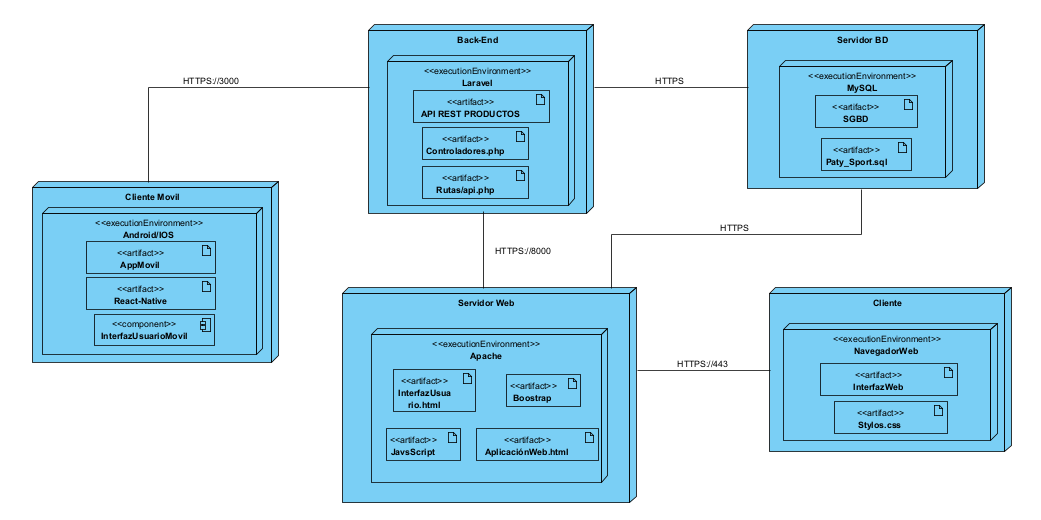 Back-End
<<executionEnvironment>>
Laravel
<<artifact>>
API REST PRODUCTOS
<<artifact>>
Controladores.php
<<artifact>>
Rutas/api.php
Servidor BD
<<executionEnvironment>>
MySQL
<<artifact>>
SGBD
<<artifact>>
Paty_Sport.sql
HTTPS://3000
HTTPS
Cliente Movil
<<executionEnvironment>>
Android/IOS
<<artifact>>
AppMovil
<<artifact>>
React-Native
<<component>>
InterfazUsuarioMovil
HTTPS://8000
HTTPS
Servidor Web
<<executionEnvironment>>
Apache
<<artifact>>
InterfazUsua
rio.html
<<artifact>>
Boostrap
<<artifact>>
JavsScript
<<artifact>>
AplicaciónWeb.html
HTTPS://443
Cliente
<<executionEnvironment>>
NavegadorWeb
<<artifact>>
InterfazWeb
<<artifact>>
Stylos.css